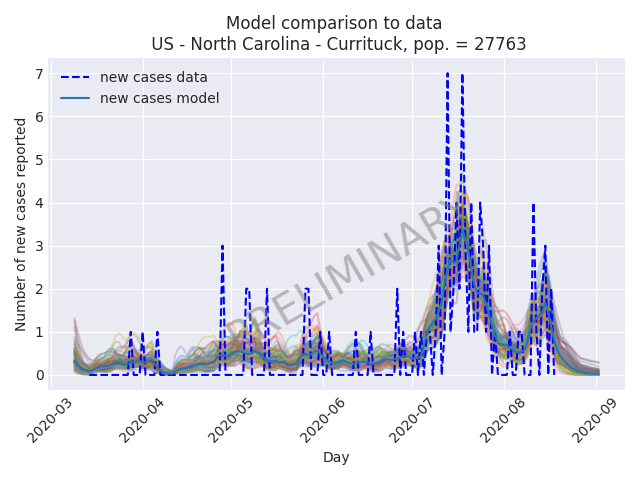 Model comparison to data
US - North Carolina - Currituck, pop. = 27763
Number of new cases reported
7
6
5
4
3
2
1
0
new cases data
new cases model
PRELIMINARY
2020-03
2020-04
2020-05
2020-06
2020-07
2020-08
2020-09
Day